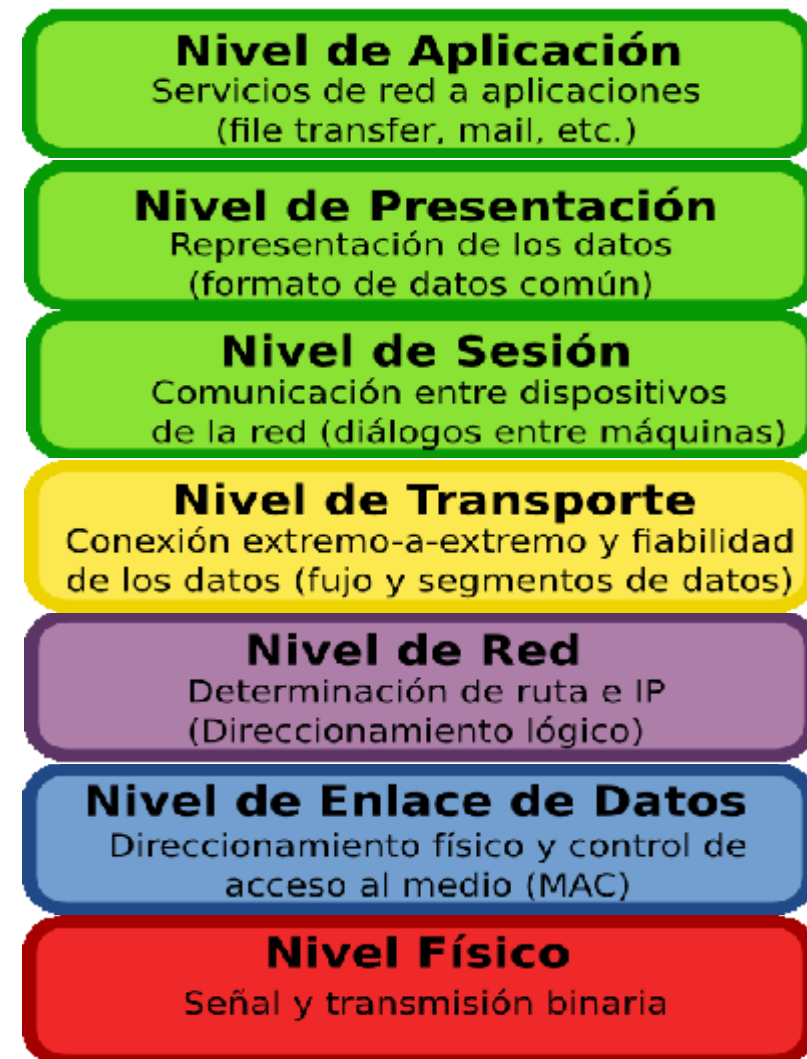 Nivel de Aplicación
Servicios de red a aplicaciones
(file transfer, mail, etc.)
Nivel de Presentación
Representación de los datos
(formato de datos común)
Nivel de Sesión
Comunicación entre dispositivos
de la red (diálogos entre máquinas)
Nivel de Transporte
Conexión extremo-a-extremo y fiabilidad
de los datos (fujo y segmentos de datos)
Nivel de Red
Determinación de ruta e IP
(Direccionamiento lógico)
Nivel de Enlace de Datos
Direccionamiento físico y control de
acceso al medio (MAC)
Nivel Físico
Señal y transmisión binaria